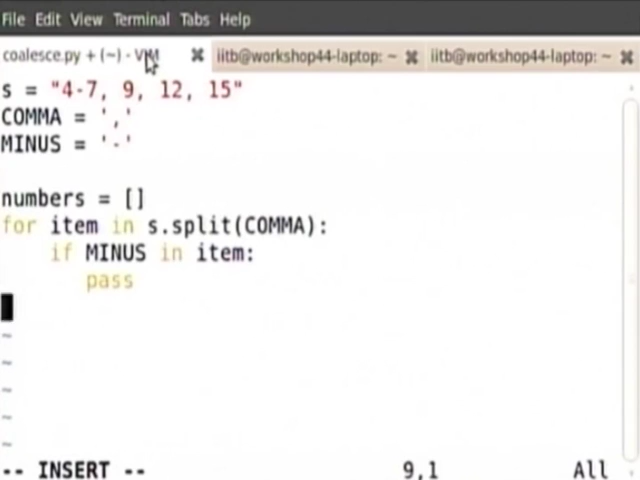 File Edit View Terminal Tabs Help
coalesce.py + (~) - VIM ✖ iitb@workshop44-laptop: ~ ✖ iitb@workshop44-laptop: ~ ✖
s = "4-7, 9, 12, 15"
COMMA = ','
MINUS = '-'
numbers = []
for item in s.split(COMMA):
if MINUS in item:
pass
~
~
~
~
~
-- INSERT -- 9,1 All